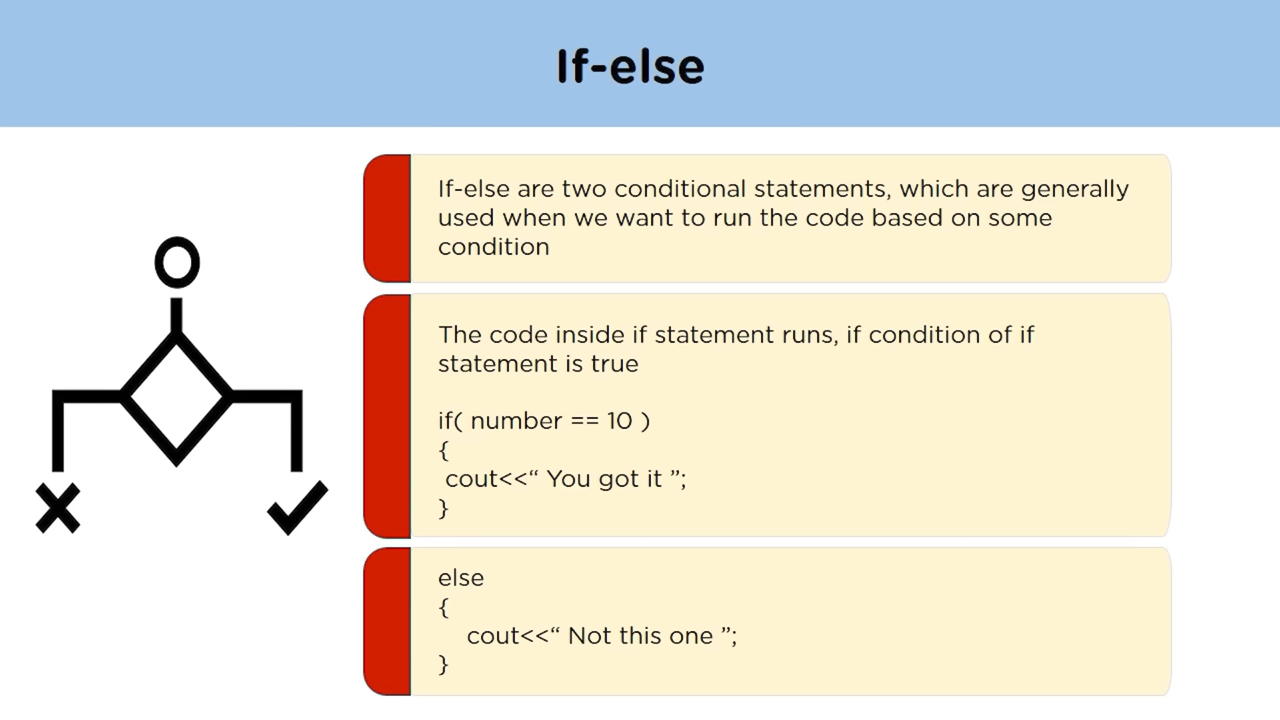 If-else
If-else are two conditional statements, which are generally
used when we want to run the code based on some
condition
The code inside if statement runs, if condition of if
statement is true
if( number == 10 )
{
cout<<“ You got it ”;
}
else
{
cout<<“ Not this one ”;
}